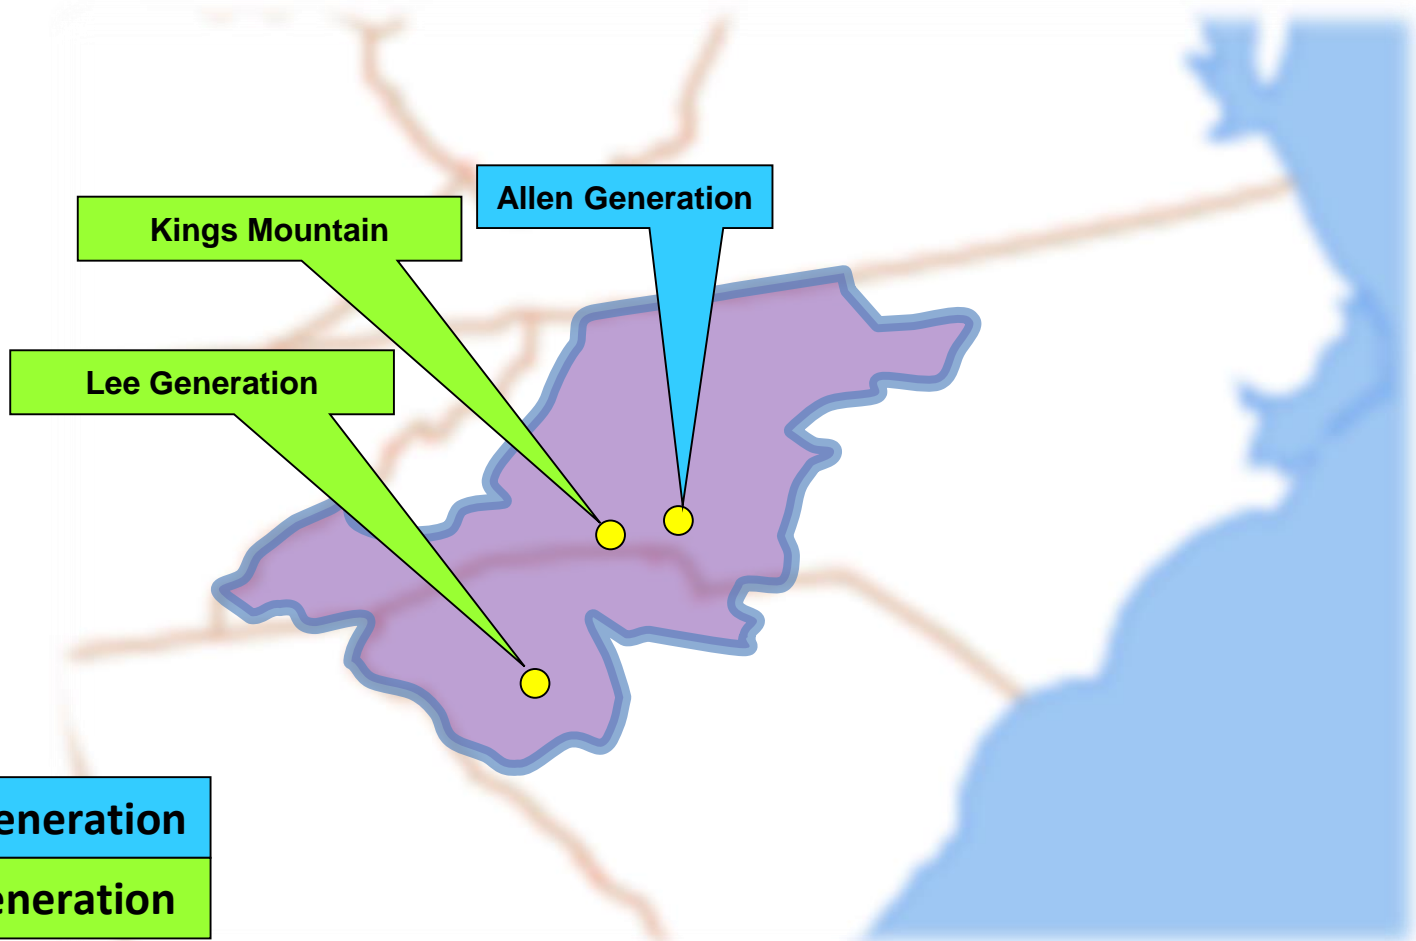 Allen Generation
Kings Mountain
Lee Generation
eneration
eneration